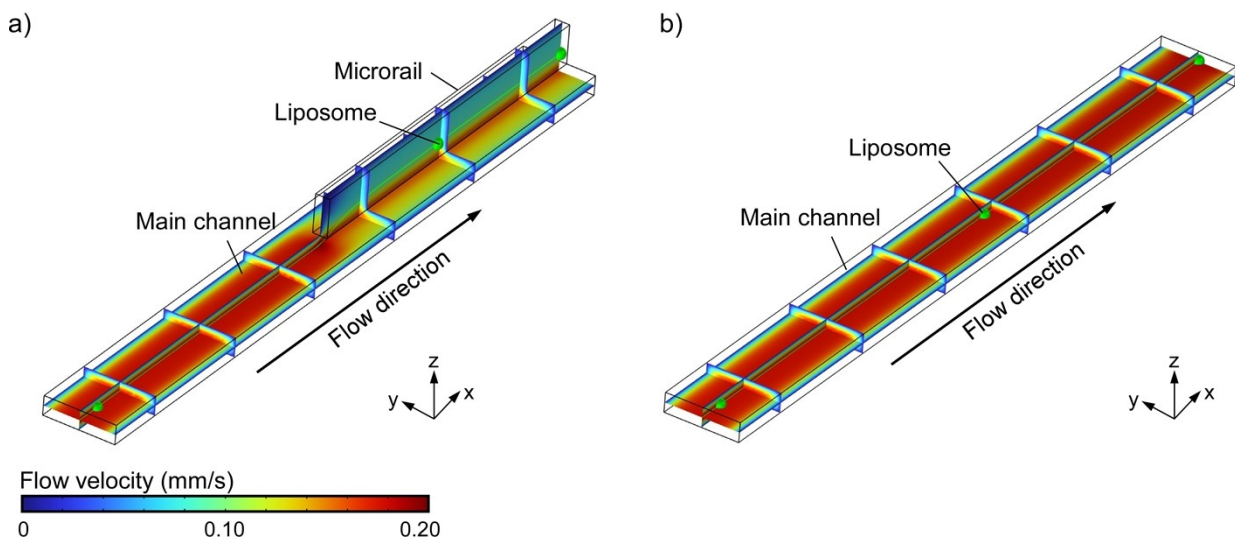 a)
Microrail
Liposome
Main channel
Flow direction
z
y
x
Flow velocity (mm/s)
0
0.10
0.20
b)
Liposome
Main channel
Flow direction
z
y
x